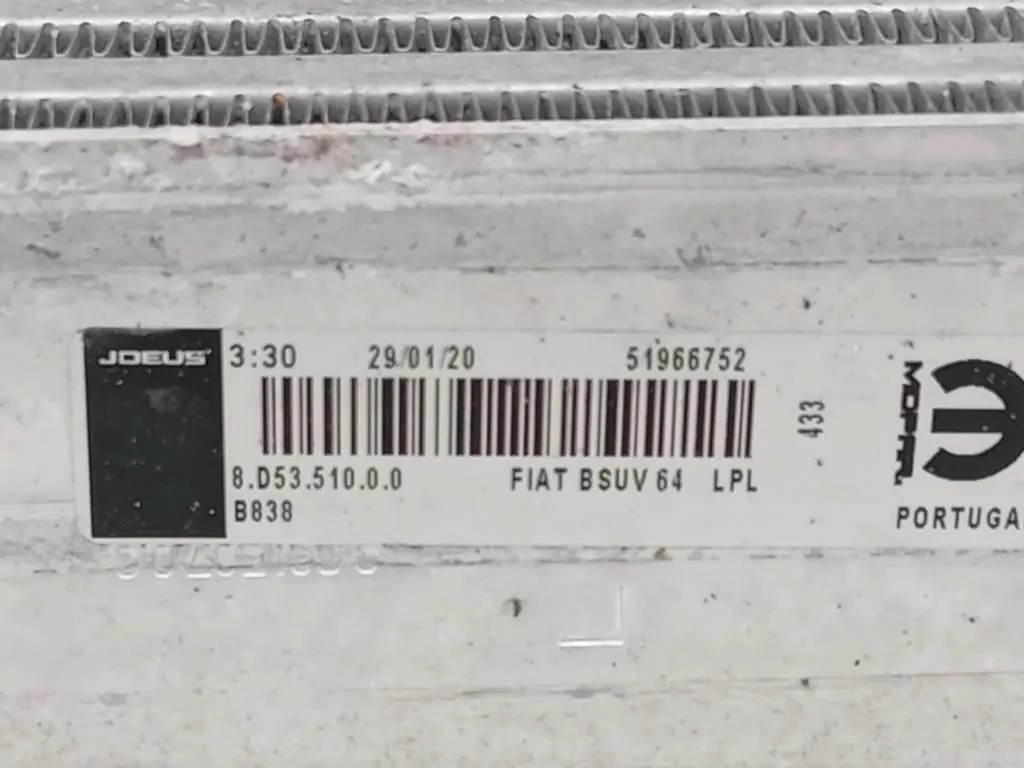 JDEUS 3:30 29/01/20 51966752
433
8.D53.510.0.0 FIAT BSUV 64 LPL
B838
MOPAR
PORTUGA